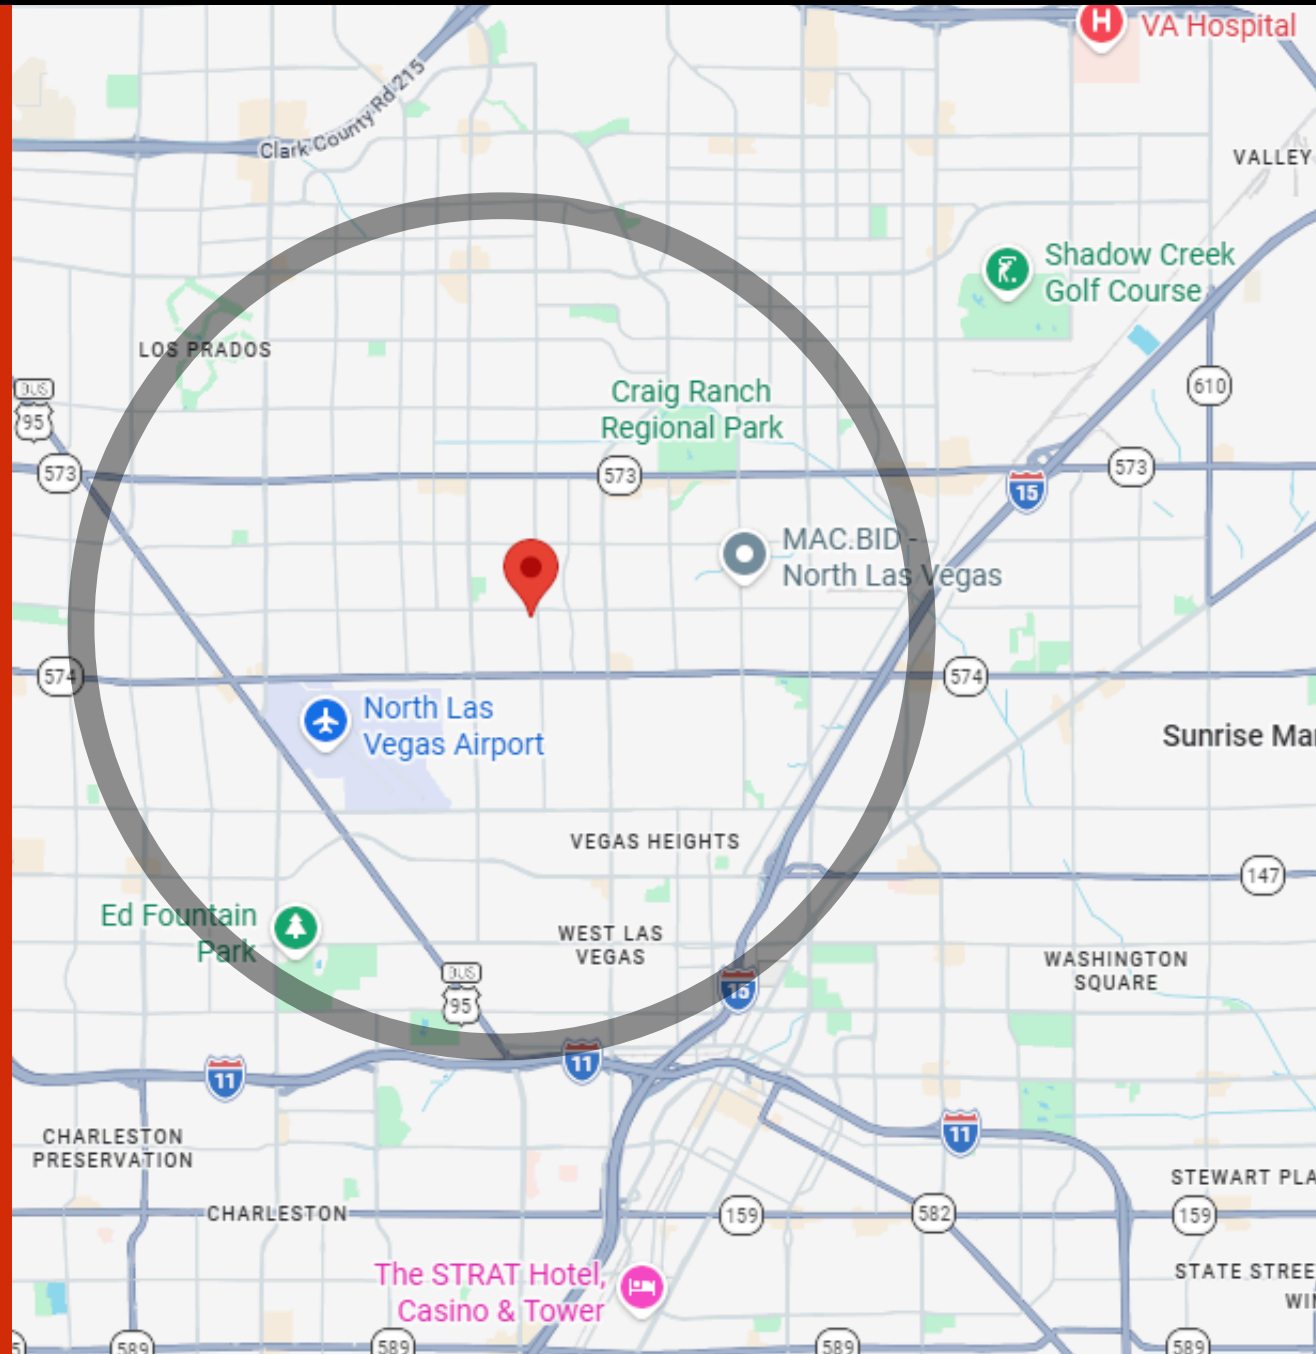 H VA Hospital
Clark County Rd 215
VALLEY
Shadow Creek
Golf Course
LOS PRADOS
BUS
95
Craig Ranch
Regional Park
610
573
573
573
15
MAC.BID -
North Las Vegas
574
574
North Las
Vegas Airport
Sunrise Ma
VEGAS HEIGHTS
147
Ed Fountain
Park
WEST LAS
VEGAS
WASHINGTON
SQUARE
BUS
95
15
11
11
11
CHARLESTON
PRESERVATION
STEWART PLA
CHARLESTON
159
582
159
The STRAT Hotel,
Casino & Tower
STATE STREE
WI
589
589
589
589